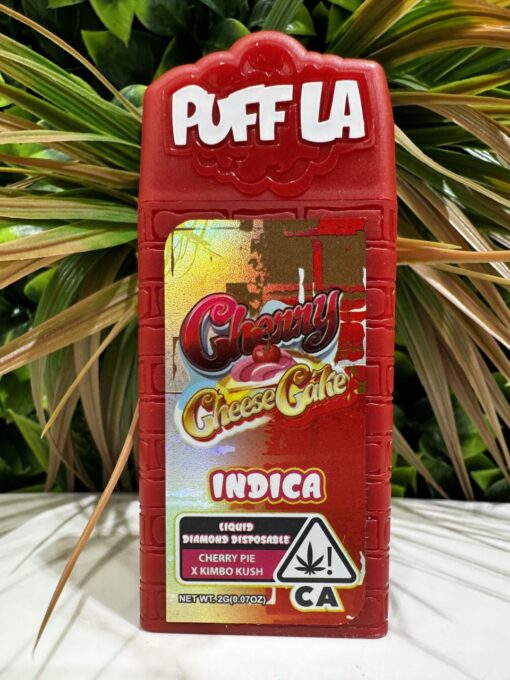 PUFF LA
Cherry
Cheese Cake
INDICA
LIQUID
DIAMOND DISPOSABLE
CHERRY PIE
X KIMBO KUSH
!
CA
NET WT. 2G(0.07OZ)